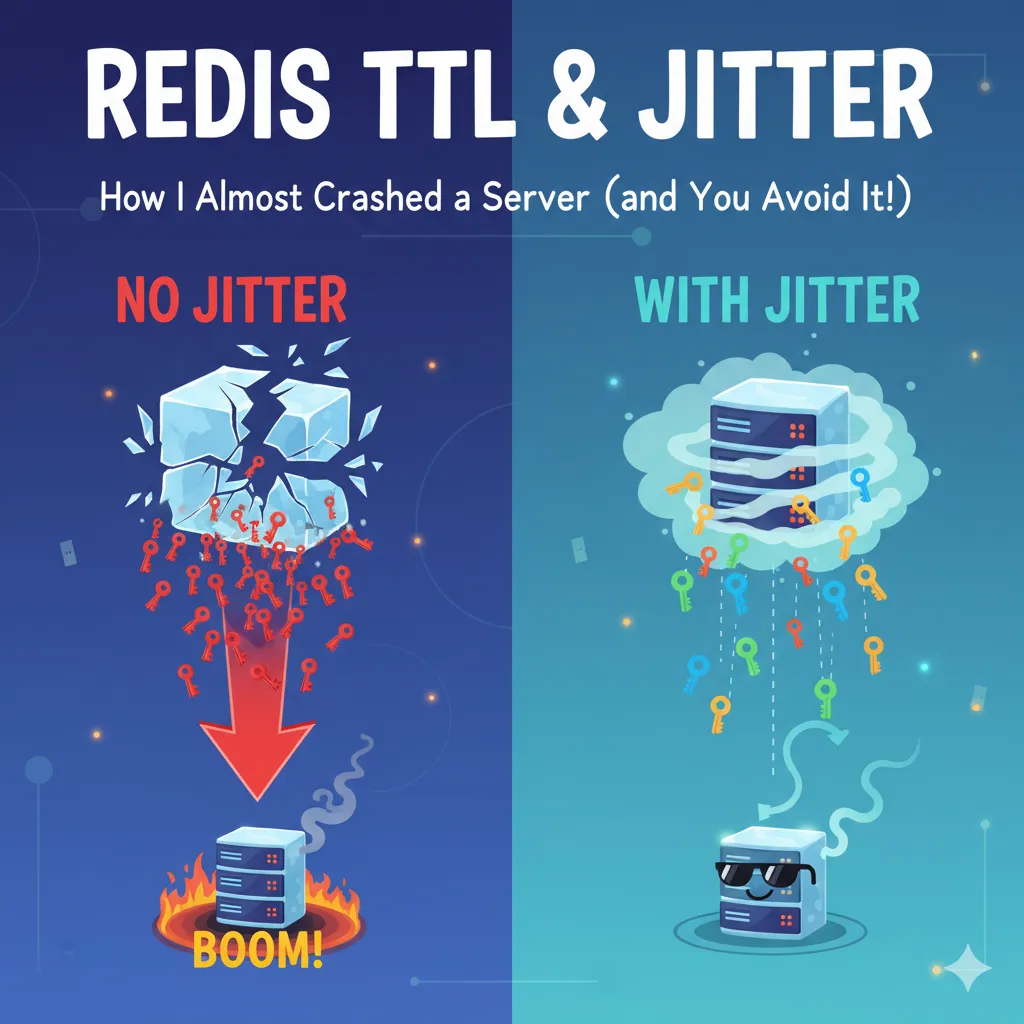 REDIS TTL & JITTER
How I Almost Crashed a Server (and You Avoid It!)
NO JITTER
WITH JITTER
BOOM!